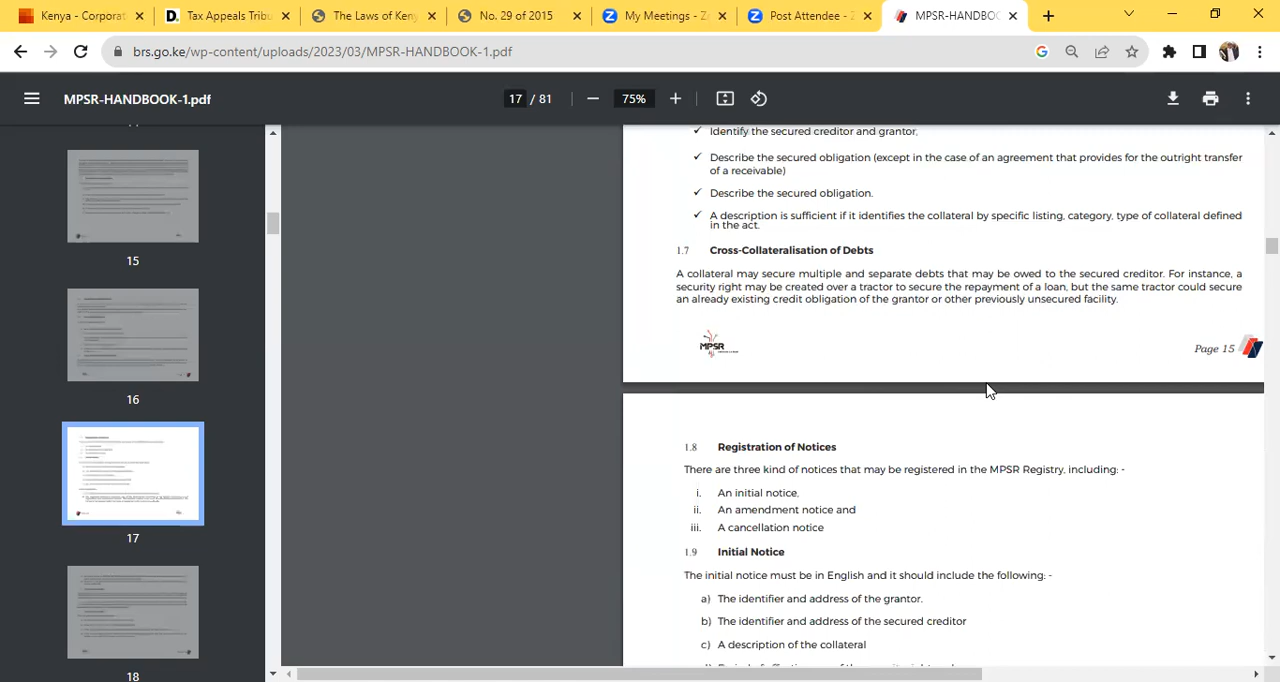 Kenya - Corporat
Tax Appeals Tribu
The Laws of Keny
No. 29 of 2015
My Meetings - Z
Post Attendee - Z
MPSR-HANDBOO
brs.go.ke/wp-content/uploads/2023/03/MPSR-HANDBOOK-1.pdf
MPSR-HANDBOOK-1.pdf
17 / 81
75%
15
16
17
18
✓ Identify the secured creditor and grantor,
✓ Describe the secured obligation (except in the case of an agreement that provides for the outright transfer
of a receivable)
✓ Describe the secured obligation.
✓ A description is sufficient if it identifies the collateral by specific listing, category, type of collateral defined
in the act.
1.7 Cross-Collateralisation of Debts
A collateral may secure multiple and separate debts that may be owed to the secured creditor. For instance, a
security right may be created over a tractor to secure the repayment of a loan, but the same tractor could secure
an already existing credit obligation of the grantor or other previously unsecured facility.
MPSR
Page 15
1.8 Registration of Notices
There are three kind of notices that may be registered in the MPSR Registry, including: -
i. An initial notice,
ii. An amendment notice and
iii. A cancellation notice
1.9 Initial Notice
The initial notice must be in English and it should include the following: -
a) The identifier and address of the grantor.
b) The identifier and address of the secured creditor
c) A description of the collateral